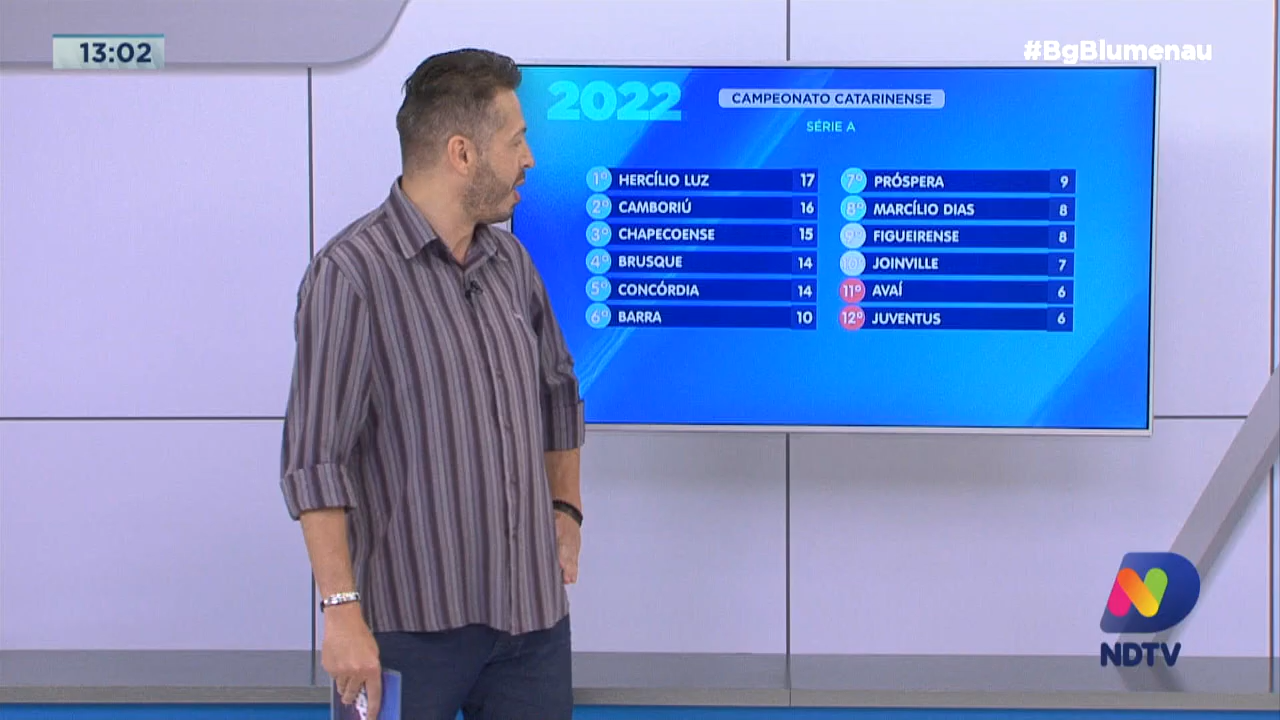 13:02
#BgBlumenau
2022
CAMPEONATO CATARINENSE
SÉRIE A
1º HERCÍLIO LUZ 17
2º CAMBORIÚ 16
3º CHAPECOENSE 15
4º BRUSQUE 14
5º CONCÓRDIA 14
6º BARRA 10
7º PRÓSPERA 9
8º MARCÍLIO DIAS 8
9º FIGUEIRENSE 8
10º JOINVILLE 7
11º AVAÍ 6
12º JUVENTUS 6
NDTV